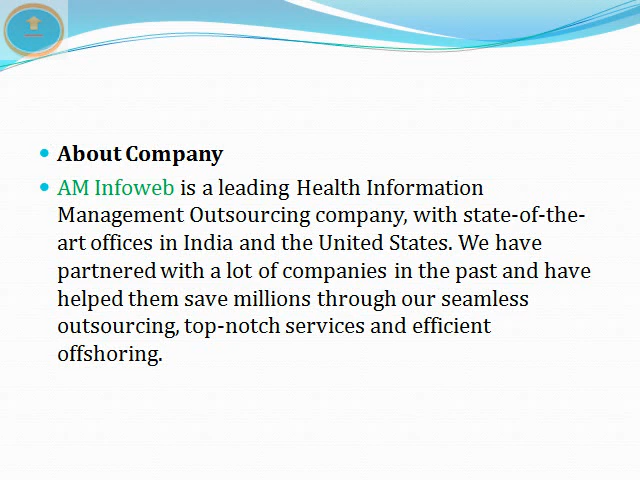 About Company
AM Infoweb is a leading Health Information
Management Outsourcing company, with state-of-the-
art offices in India and the United States. We have
partnered with a lot of companies in the past and have
helped them save millions through our seamless
outsourcing, top-notch services and efficient
offshoring.